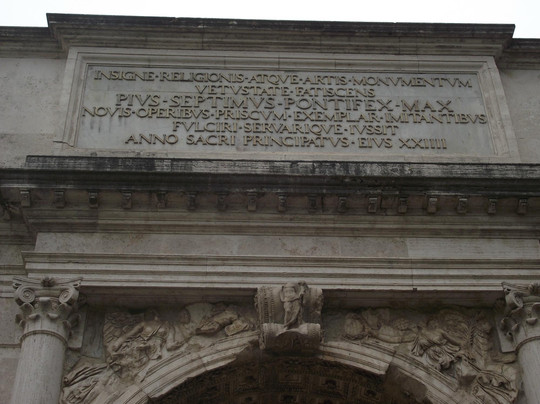 INSIGNE·RELIGIONIS·ATQVE·ARTIS·MONVMENTVM
VETVSTATE·FATISCENS
PIVS·SEPTIMVS·PONTIFEX·MAX
NOVIS·OPERIBVS·PRISCVM·EXEMPLAR·IMITANTIBVS
FVLCIRI·SERVARIQVE·IVSSIT
ANNO·SACRI·PRINCIPATVS·EIVS·XXIIII